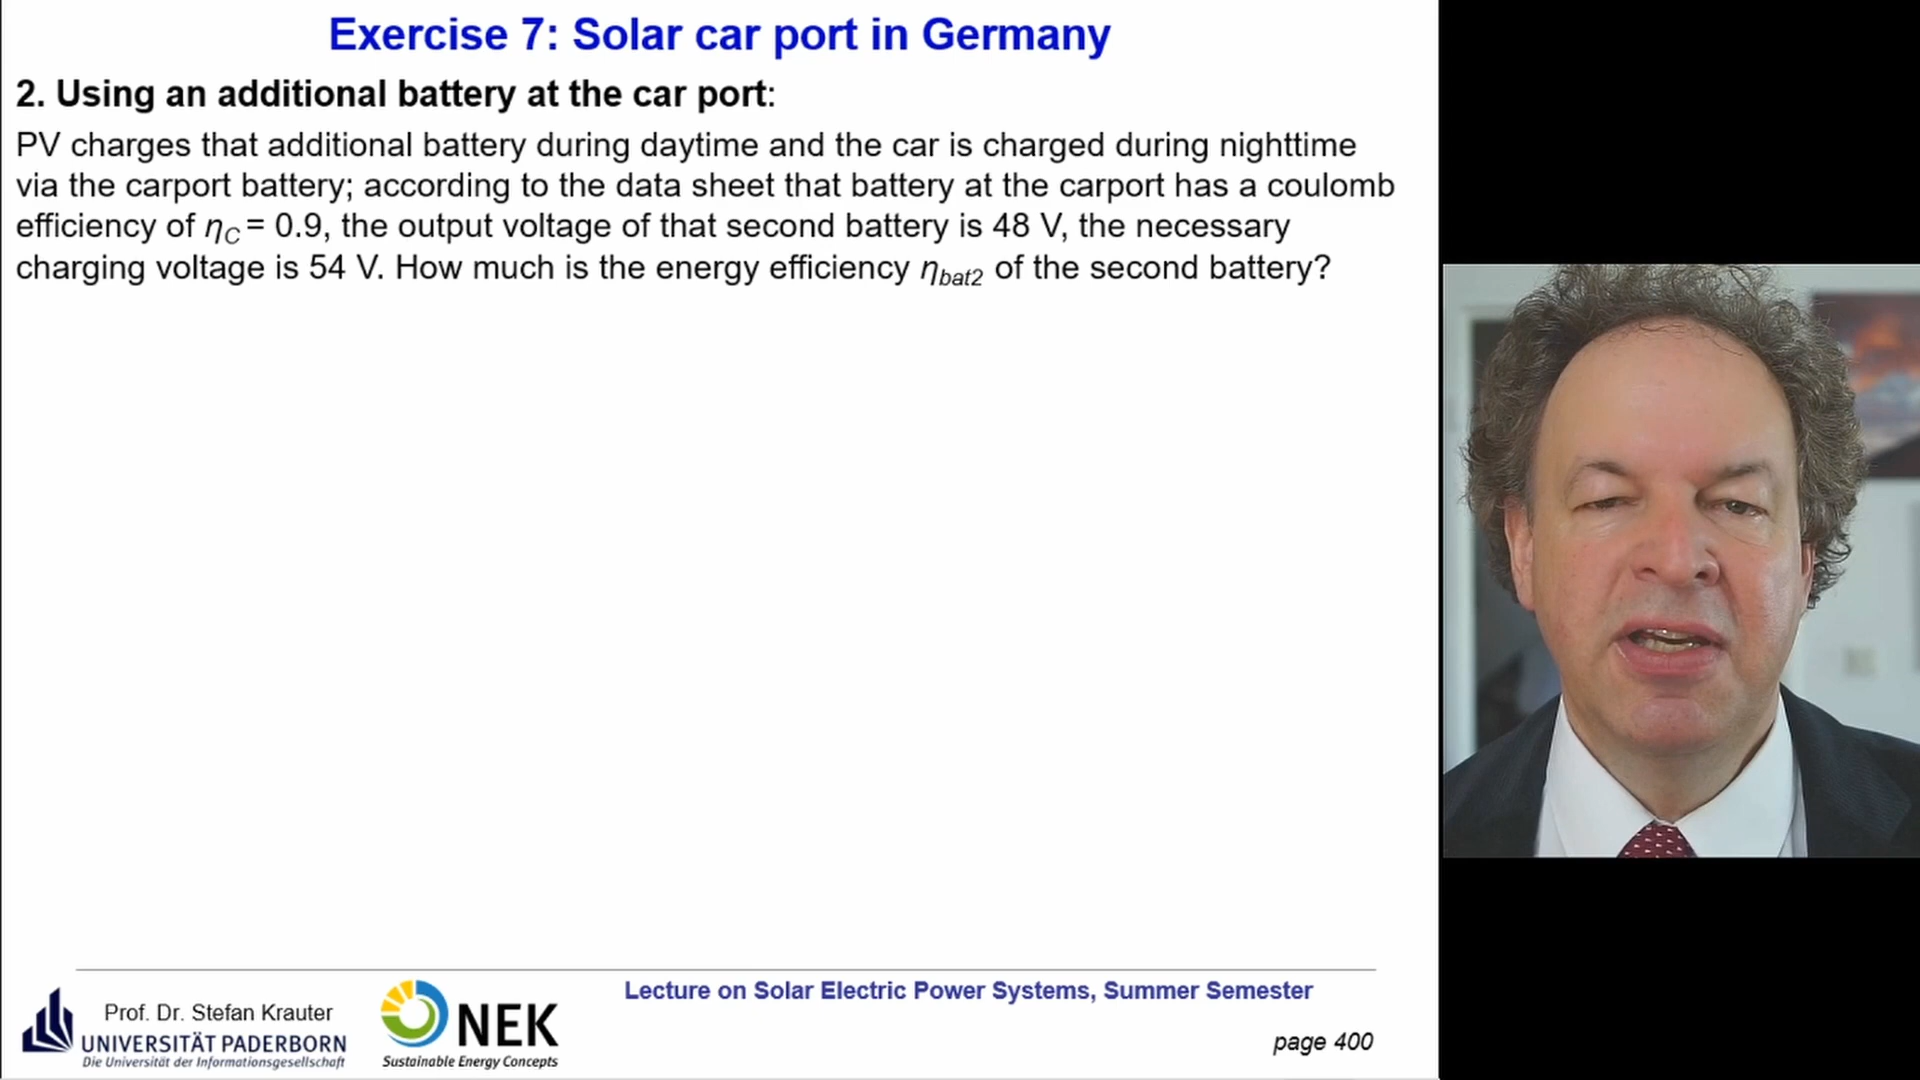 Exercise 7: Solar car port in Germany
2. Using an additional battery at the car port:
PV charges that additional battery during daytime and the car is charged during nighttime
via the carport battery; according to the data sheet that battery at the carport has a coulomb
efficiency of ηC = 0.9, the output voltage of that second battery is 48 V, the necessary
charging voltage is 54 V. How much is the energy efficiency ηbat2 of the second battery?
Prof. Dr. Stefan Krauter
UNIVERSITÄT PADERBORN
Die Universität der Informationsgesellschaft
NEK
Sustainable Energy Concepts
Lecture on Solar Electric Power Systems, Summer Semester
page 400